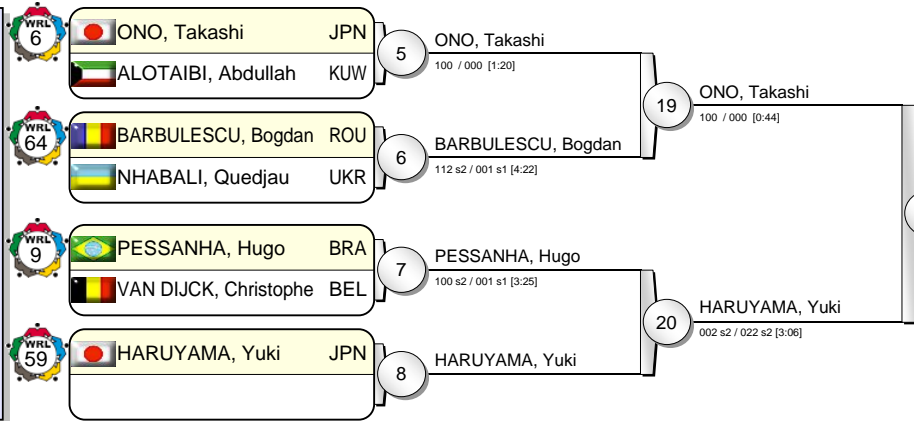 WRL
6
ONO, Takashi JPN
ALOTAIBI, Abdullah KUW
5
ONO, Takashi
100 / 000 [1:20]
WRL
64
BARBULESCU, Bogdan ROU
NHABALI, Quedjau UKR
6
BARBULESCU, Bogdan
112 s2 / 001 s1 [4:22]
19
ONO, Takashi
100 / 000 [0:44]
WRL
9
PESSANHA, Hugo BRA
VAN DIJCK, Christophe BEL
7
PESSANHA, Hugo
100 s2 / 001 s1 [3:25]
WRL
59
HARUYAMA, Yuki JPN
8
HARUYAMA, Yuki
20
HARUYAMA, Yuki
002 s2 / 022 s2 [3:06]